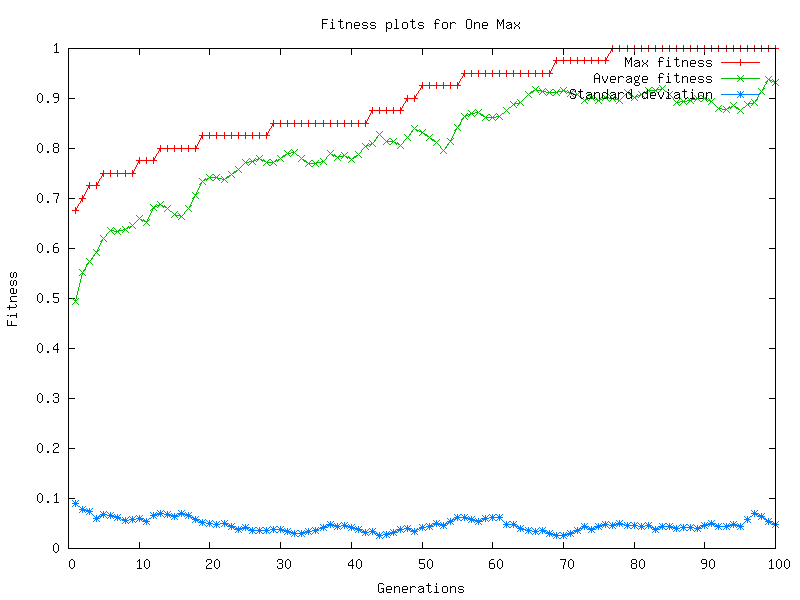 Fitness plots for One Max
1
Max fitness
Average fitness
0.9
Standard deviation
0.8
0.7
0.6
0.5
0.4
0.3
0.2
0.1
0
Fitness
0 10 20 30 40 50 60 70 80 90 100
Generations